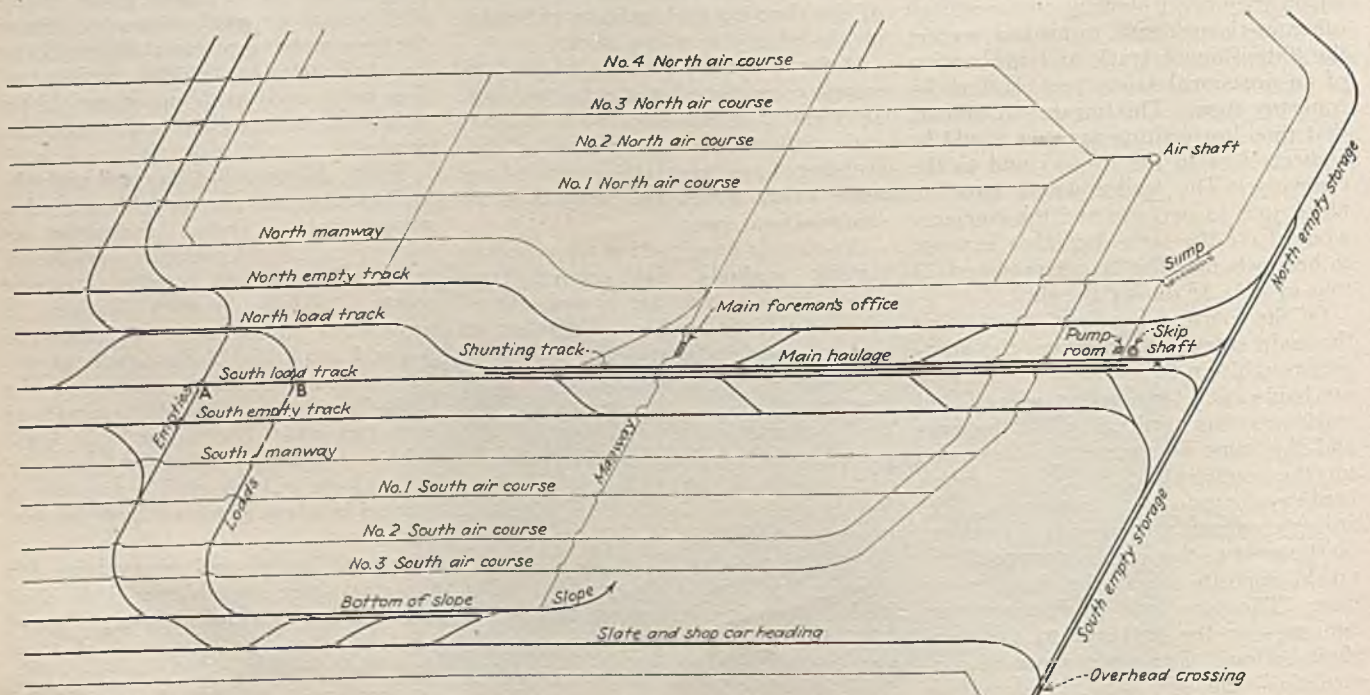 No.4 North air course
No.3 North air course
No.2 North air course
Air shaft
No.1 North air course
North manway
North empty track
Sump
North empty storage
North load track
Main foreman's office
Shunting track
Main haulage
Pump room
Skip shaft
South load track
A
B
Empties
South empty track
Manway
South manway
Loads
No.1 South air course
No.2 South air course
No.3 South air course
South empty storage
Bottom of slope
Slope
Slate and shop car heading
Overhead crossing